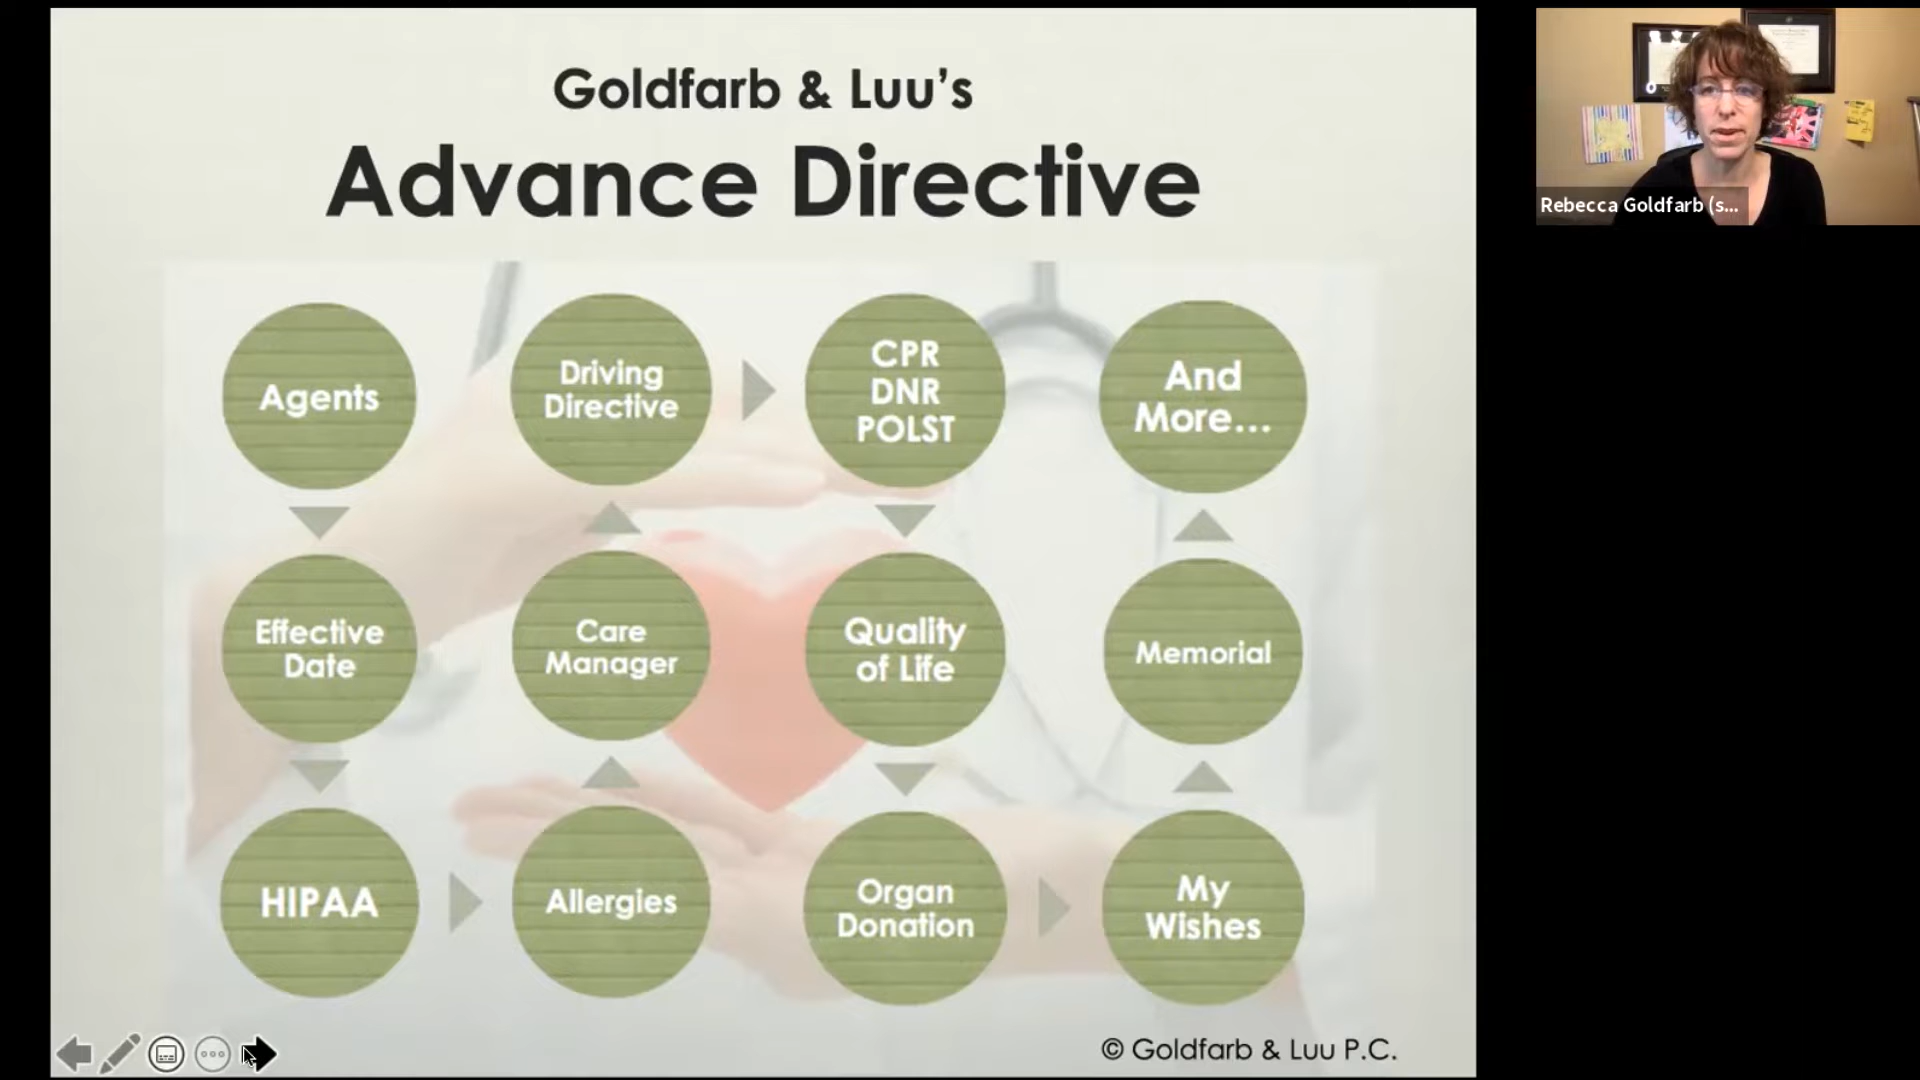 Goldfarb & Luu's
Advance Directive
Agents
Effective
Date
HIPAA
Allergies
Care
Manager
Driving
Directive
CPR
DNR
POLST
Quality
of Life
Organ
Donation
My
Wishes
Memorial
And
More...
© Goldfarb & Luu P.C.
Rebecca Goldfarb (s...